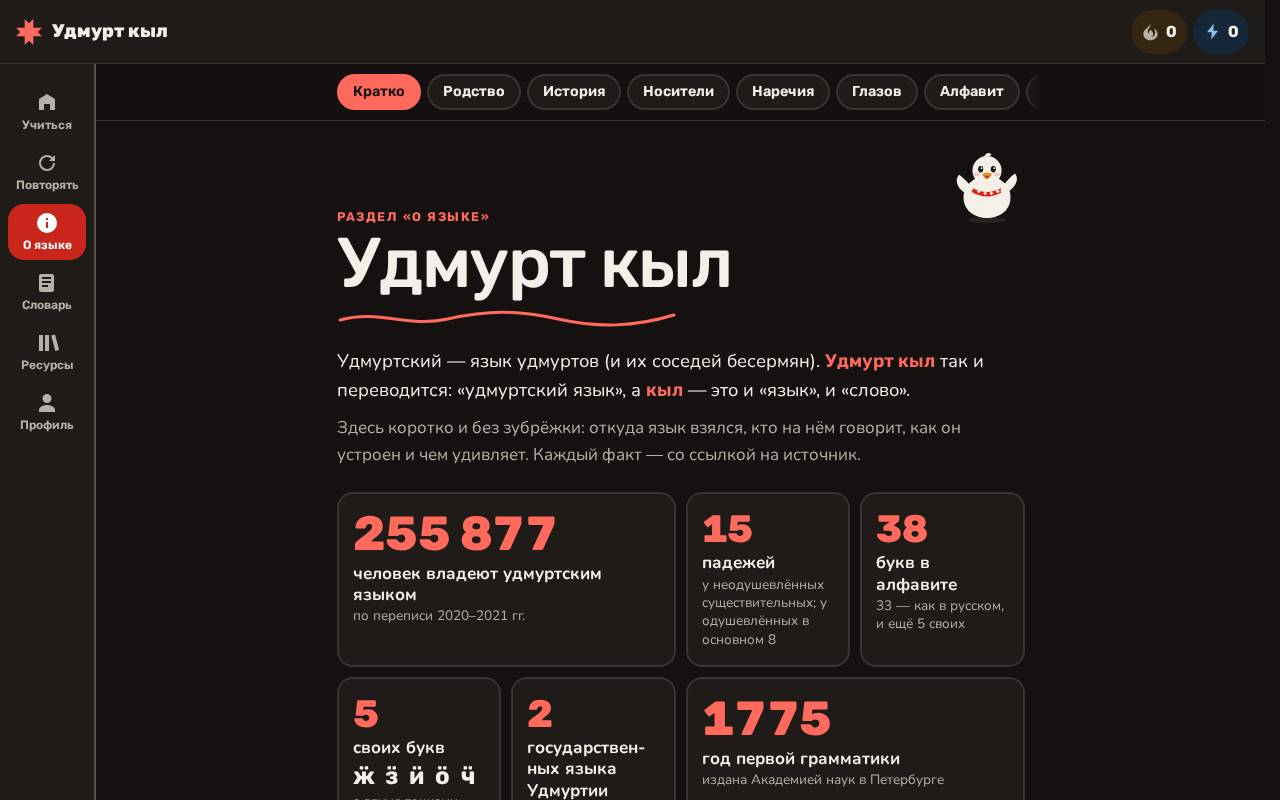 Удмурт кыл
0
0
Учиться
Повторять
О языке
Словарь
Ресурсы
Профиль
Кратко
Родство
История
Носители
Наречия
Глазов
Алфавит
РАЗДЕЛ «О ЯЗЫКЕ»
Удмурт кыл
Удмуртский — язык удмуртов (и их соседей бесермян). Удмурт кыл так и
переводится: «удмуртский язык», а кыл — это и «язык», и «слово».
Здесь коротко и без зубрёжки: откуда язык взялся, кто на нём говорит, как он
устроен и чем удивляет. Каждый факт — со ссылкой на источник.
255 877
человек владеют удмуртским
языком
по переписи 2020–2021 гг.
15
падежей
у неодушевлённых
существительных; у
одушевлённых в
основном 8
38
букв в
алфавите
33 — как в русском,
и ещё 5 своих
5
своих букв
ӝ ӟ ӥ ӧ ӵ
2
государствен-
ных языка
Удмуртии
1775
год первой грамматики
издана Академией наук в Петербурге